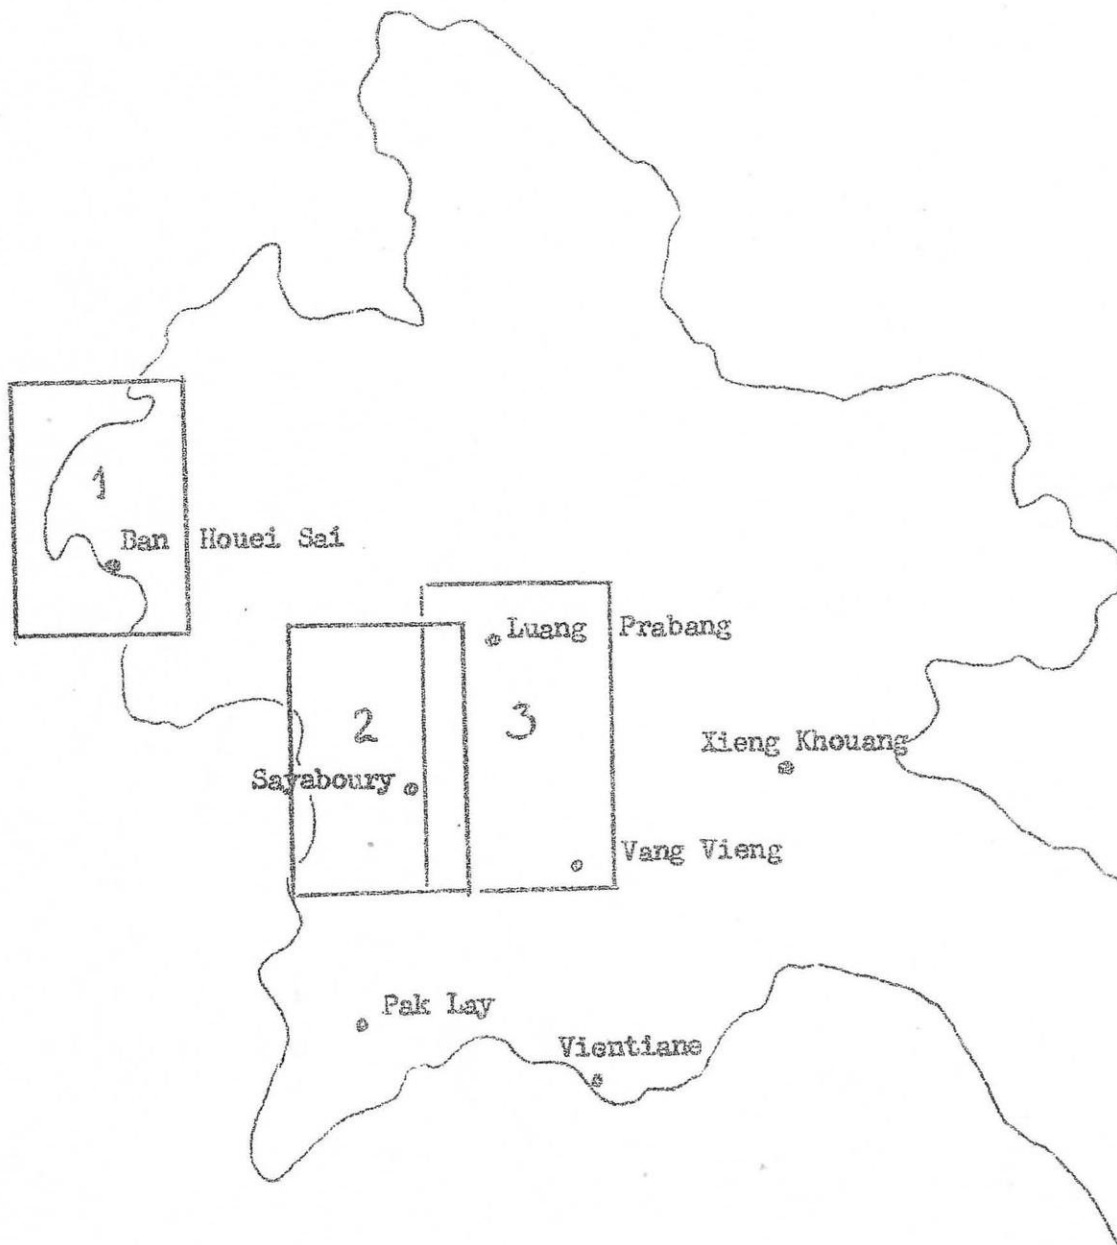 1
Ban Houei Sai
Luang Prabang
2
3
Xieng Khouang
Sayaboury
Vang Vieng
Pak Lay
Vientiane